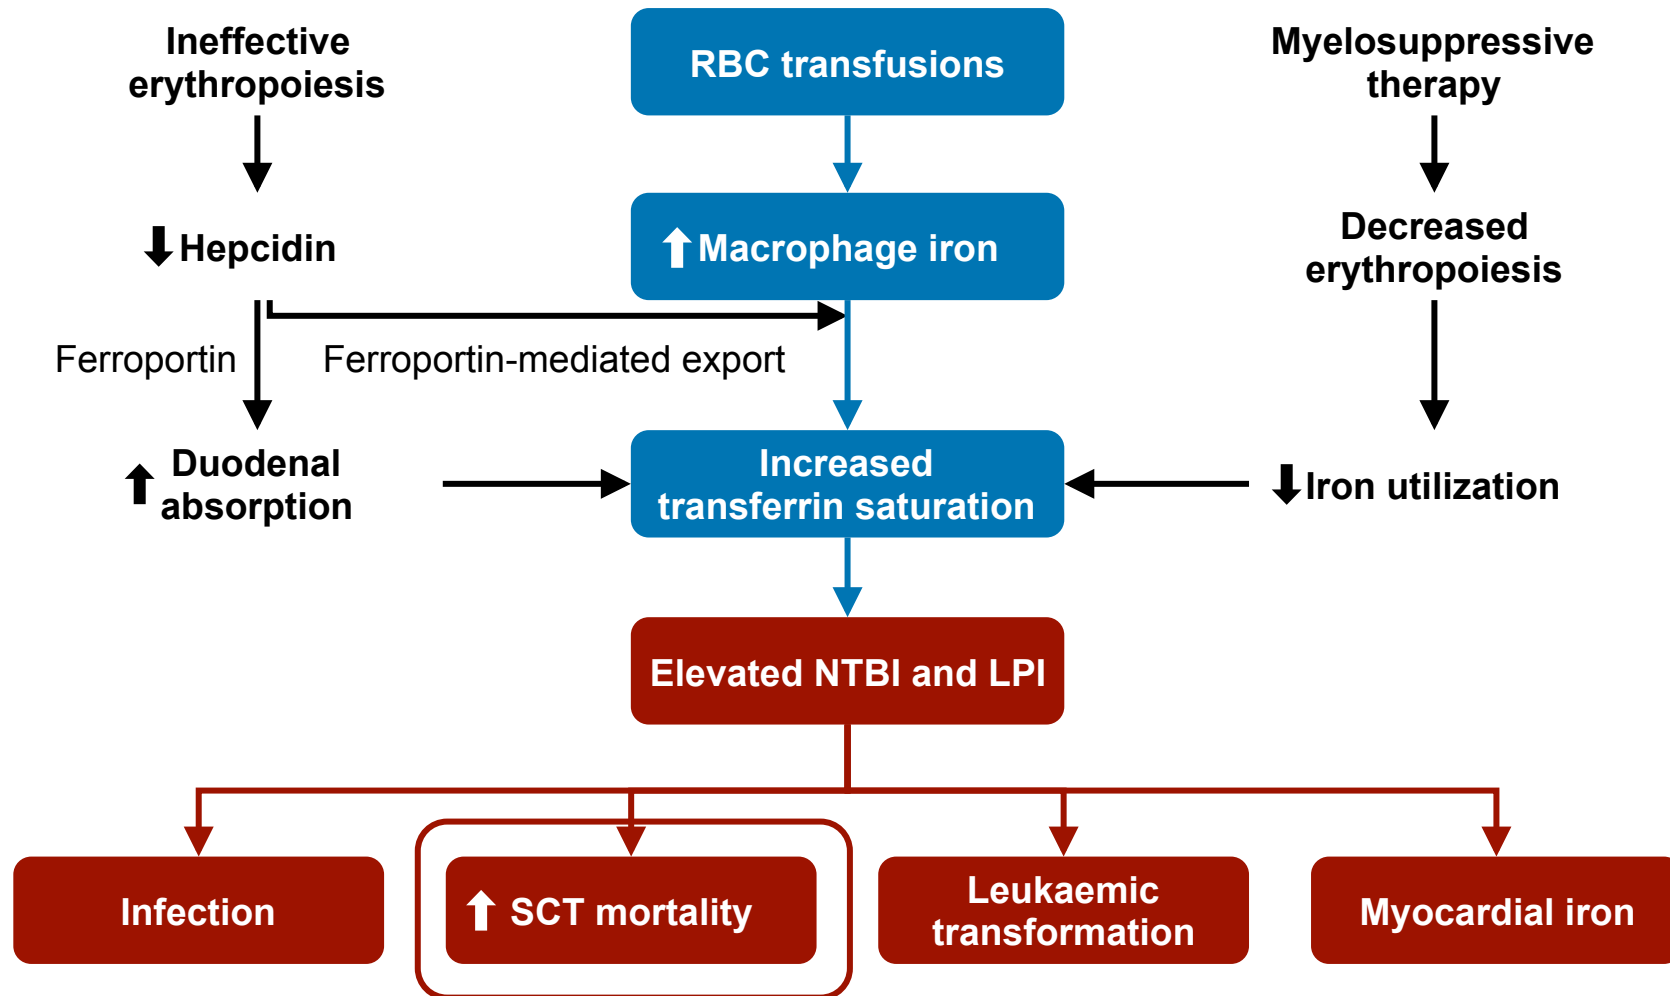 Ineffective
erythropoiesis
RBC transfusions
Myelosuppressive
therapy
Hepcidin
Macrophage iron
Decreased
erythropoiesis
Ferroportin
Ferroportin-mediated export
Duodenal
absorption
Increased
transferrin saturation
Iron utilization
Elevated NTBI and LPI
Infection
SCT mortality
Leukaemic
transformation
Myocardial iron